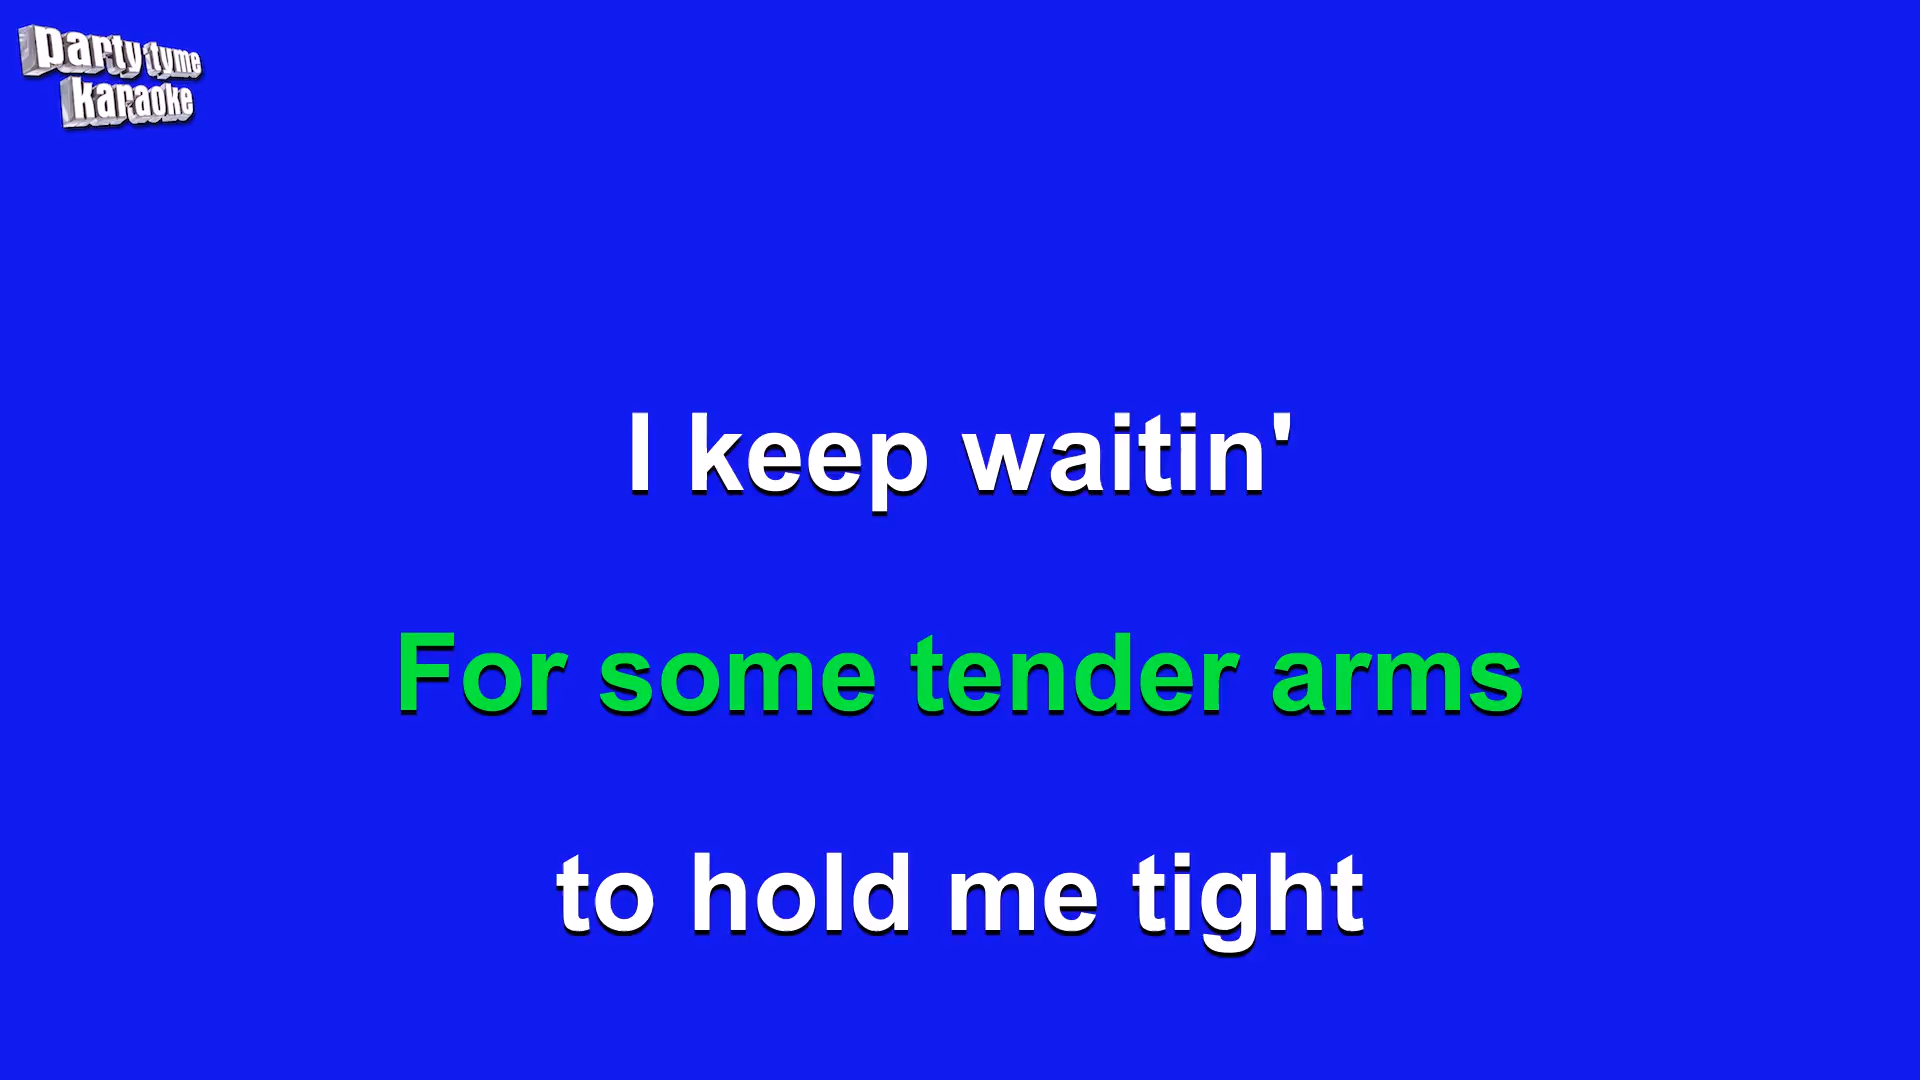 party tyme
karaoke
I keep waitin'
For some tender arms
to hold me tight